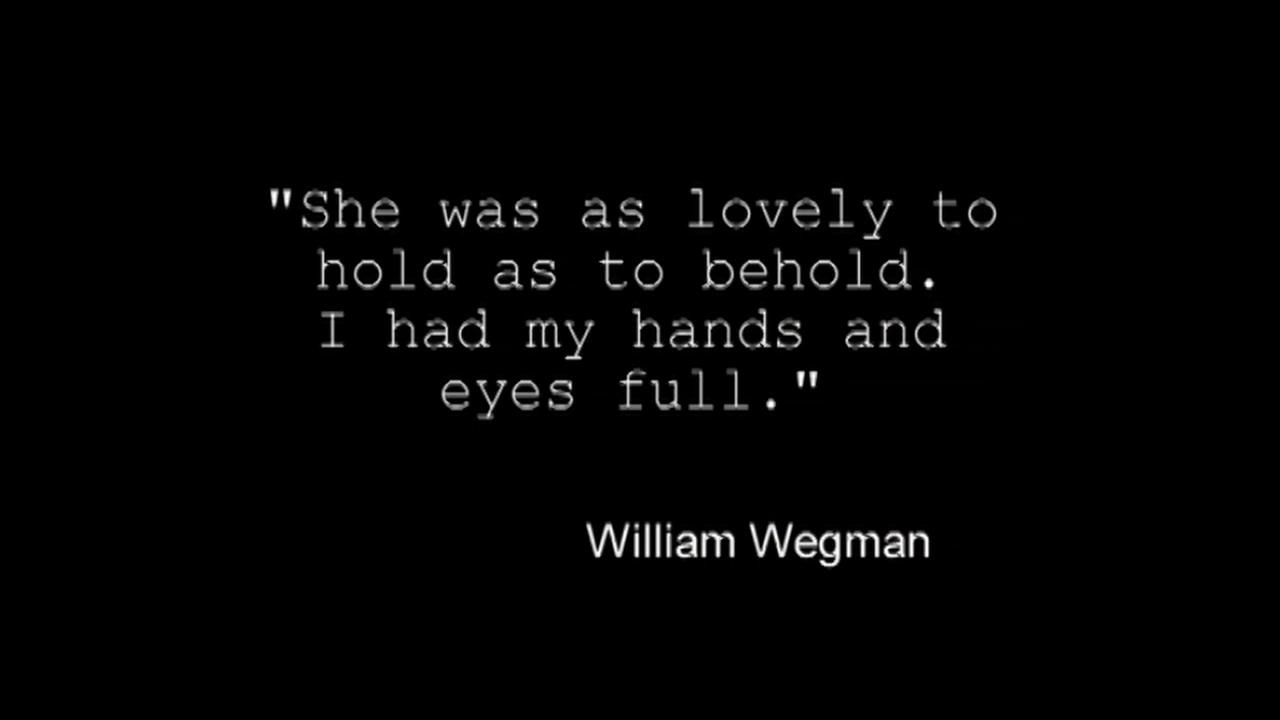 "She was as lovely to
hold as to behold.
I had my hands and
eyes full."
William Wegman